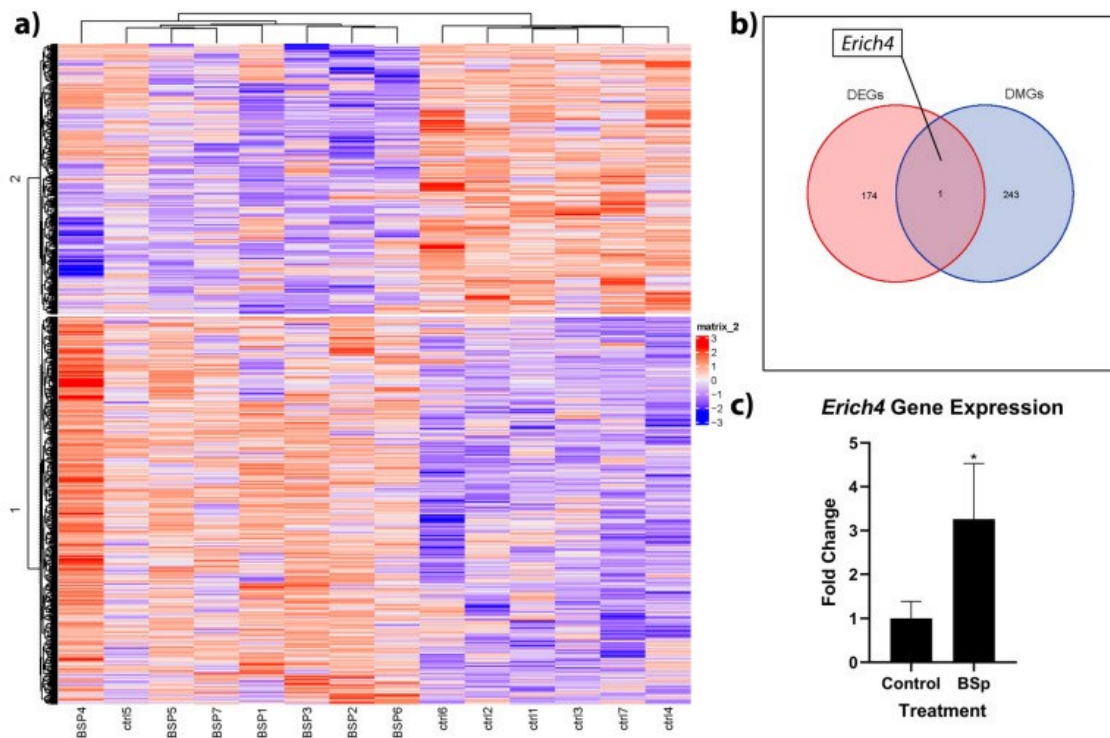 a)
2
1
BSP4
ctrl5
BSP5
BSP7
BSP1
BSP3
BSP2
BSP6
ctrl6
ctrl2
ctrl1
ctrl3
ctrl7
ctrl4
matrix_2
3
2
1
0
−1
−2
−3
b)
Erich4
DEGs
DMGs
174
1
243
c)
Erich4 Gene Expression
Fold Change
5
4
3
2
1
0
*
Control BSp
Treatment